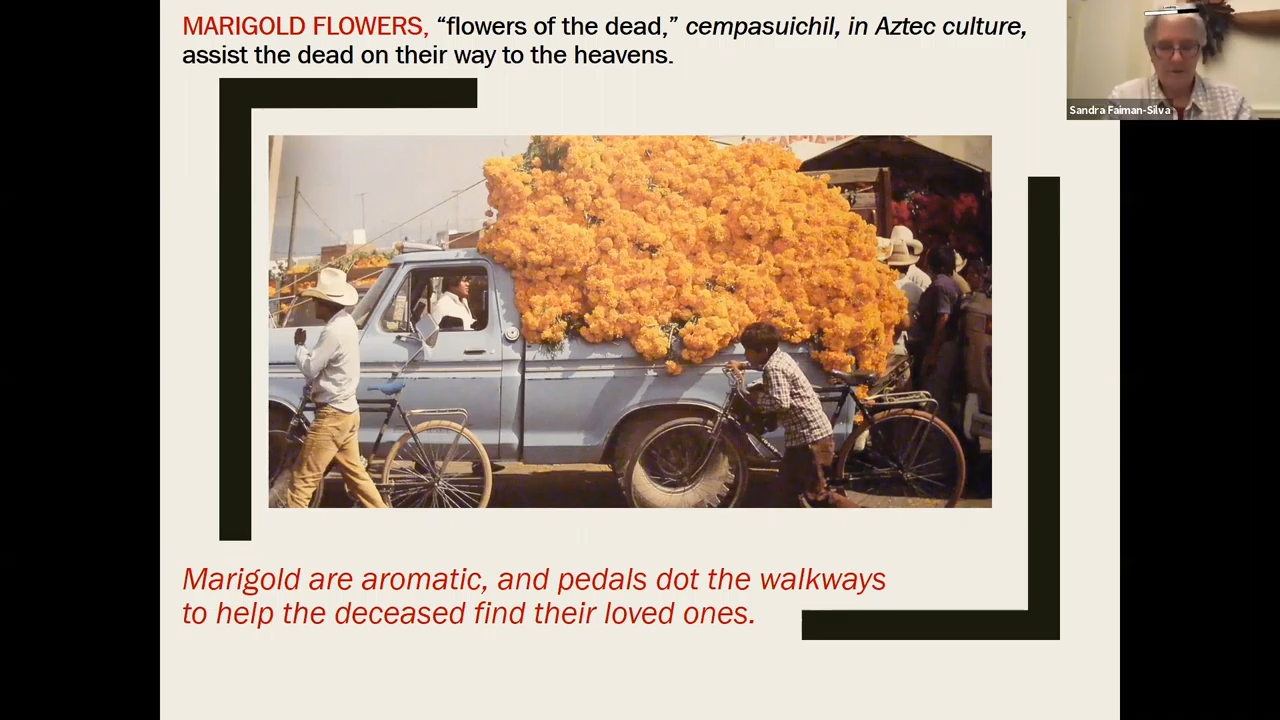 MARIGOLD FLOWERS, “flowers of the dead,” cempasuichil, in Aztec culture,
assist the dead on their way to the heavens.
Sandra Faiman-Silva
Marigold are aromatic, and pedals dot the walkways
to help the deceased find their loved ones.